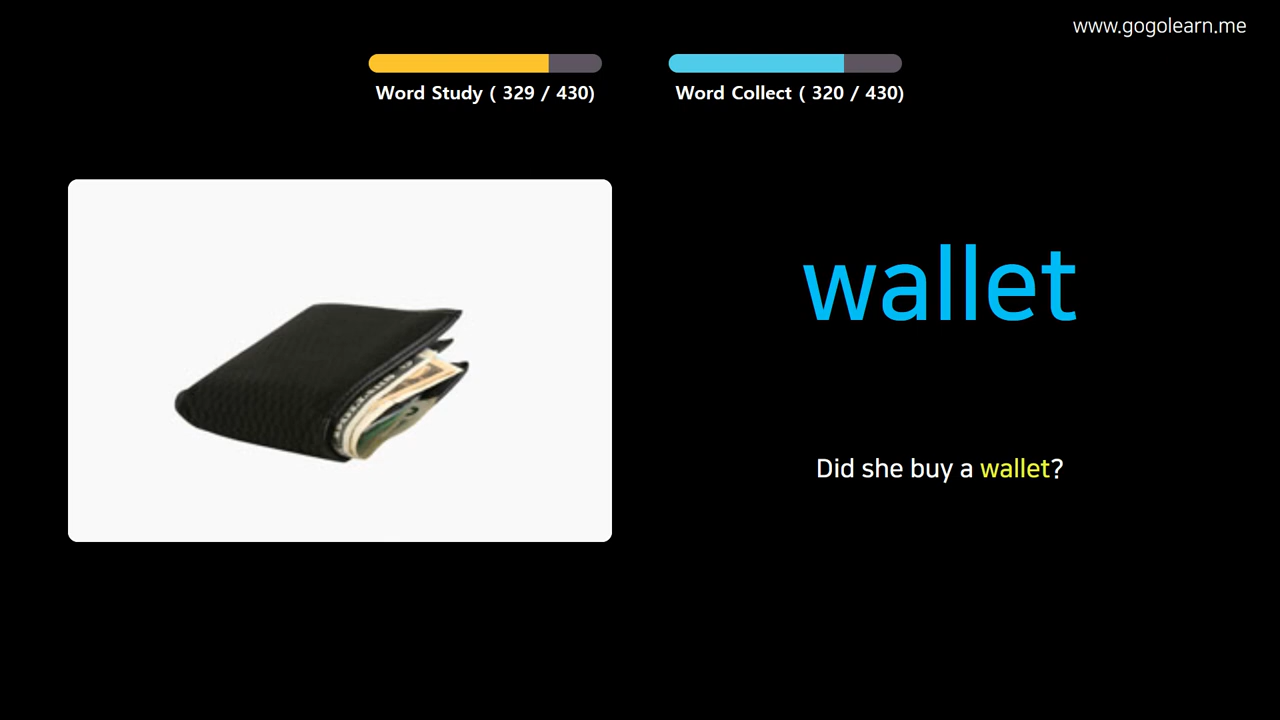 www.gogolearn.me
Word Study ( 329 / 430)
Word Collect ( 320 / 430)
wallet
Did she buy a wallet?